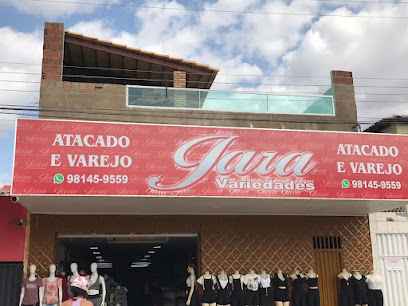 ATACADO
E VAREJO
98145-9559
Jara
Variedades
ATACADO
E VAREJO
98145-9559